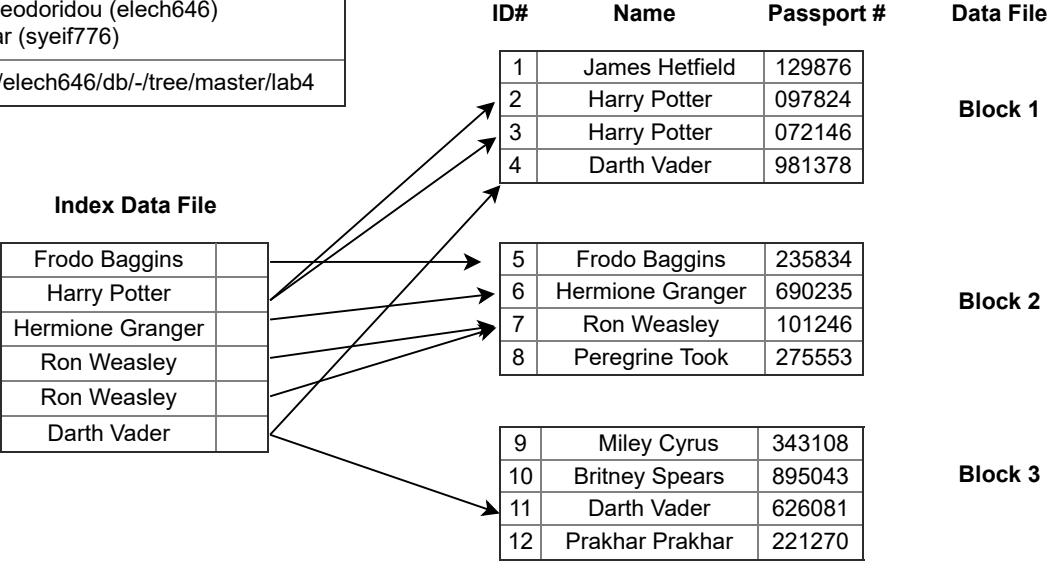 (elech646)
(syeif776)
/elech646/db/-/tree/master/lab4
ID# Name Passport # Data File
1 James Hetfield 129876
2 Harry Potter 097824
3 Harry Potter 072146
4 Darth Vader 981378
Block 1
Index Data File
Frodo Baggins
Harry Potter
Hermione Granger
Ron Weasley
Ron Weasley
Darth Vader
5 Frodo Baggins 235834
6 Hermione Granger 690235
7 Ron Weasley 101246
8 Peregrine Took 275553
Block 2
9 Miley Cyrus 343108
10 Britney Spears 895043
11 Darth Vader 626081
12 Prakhar Prakhar 221270
Block 3